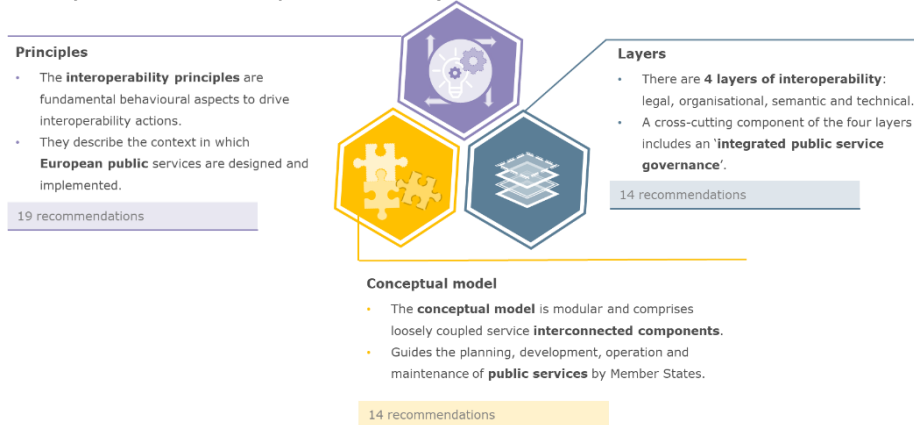 Principles
• The interoperability principles are
fundamental behavioural aspects to drive
interoperability actions.
• They describe the context in which
European public services are designed and
implemented.
19 recommendations
Layers
• There are 4 layers of interoperability:
legal, organisational, semantic and technical.
• A cross-cutting component of the four layers
includes an ‘integrated public service
governance’.
14 recommendations
Conceptual model
• The conceptual model is modular and comprises
loosely coupled service interconnected components.
• Guides the planning, development, operation and
maintenance of public services by Member States.
14 recommendations